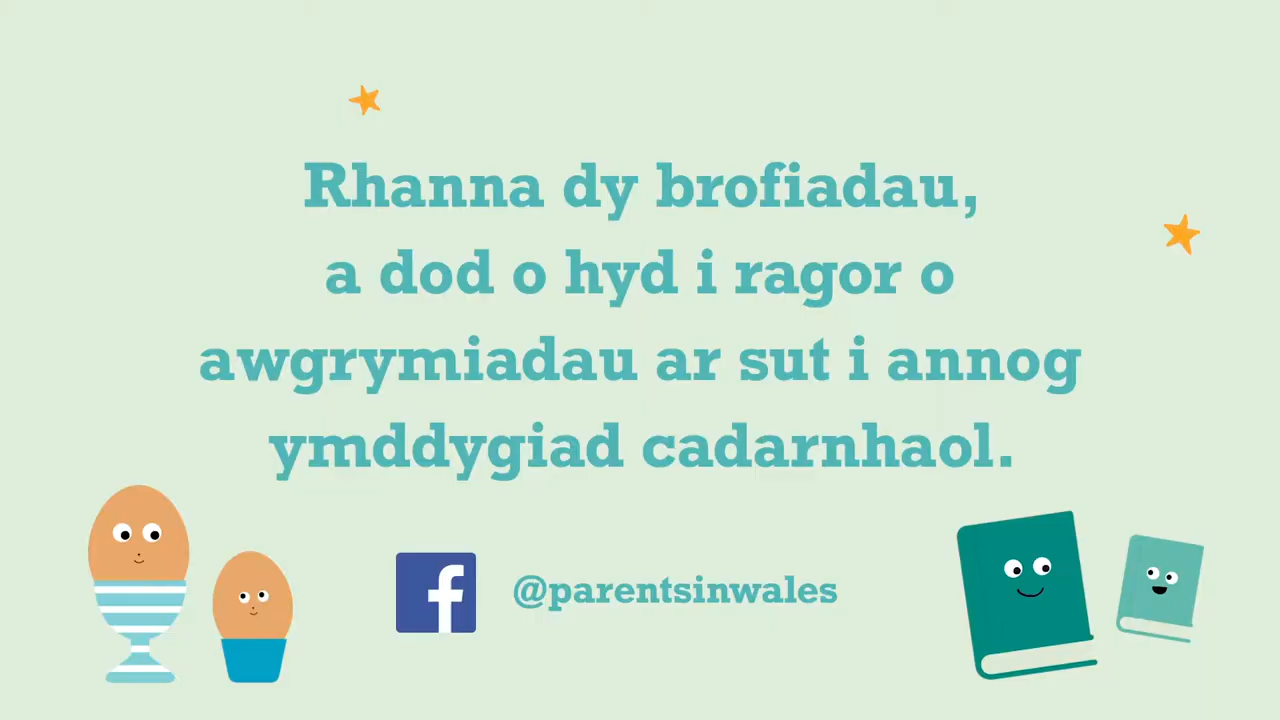 Rhanna dy brofiadau,
a dod o hyd i ragor o
awgrymiadau ar sut i annog
ymddygiad cadarnhaol.
@parentsinwales